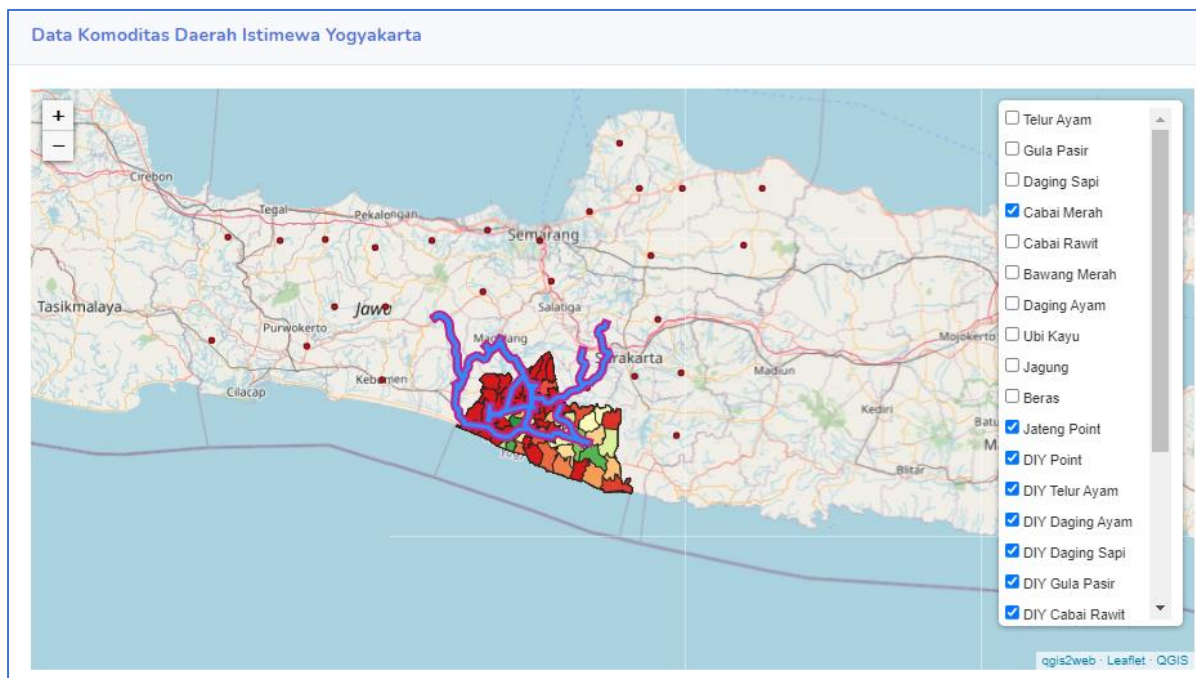 Data Komoditas Daerah Istimewa Yogyakarta
+
−
Cirebon
Tegal
Pekalongan
Semarang
Tasikmalaya
Jawa
Salatiga
Purwokerto
Magelang
Surakarta
Mojokerto
Madiun
Cilacap
Kebumen
Kediri
Batu
Blitar
Telur Ayam
Gula Pasir
Daging Sapi
Cabai Merah
Cabai Rawit
Bawang Merah
Daging Ayam
Ubi Kayu
Jagung
Beras
Jateng Point
DIY Point
DIY Telur Ayam
DIY Daging Ayam
DIY Daging Sapi
DIY Gula Pasir
DIY Cabai Rawit
qgis2web · Leaflet · QGIS